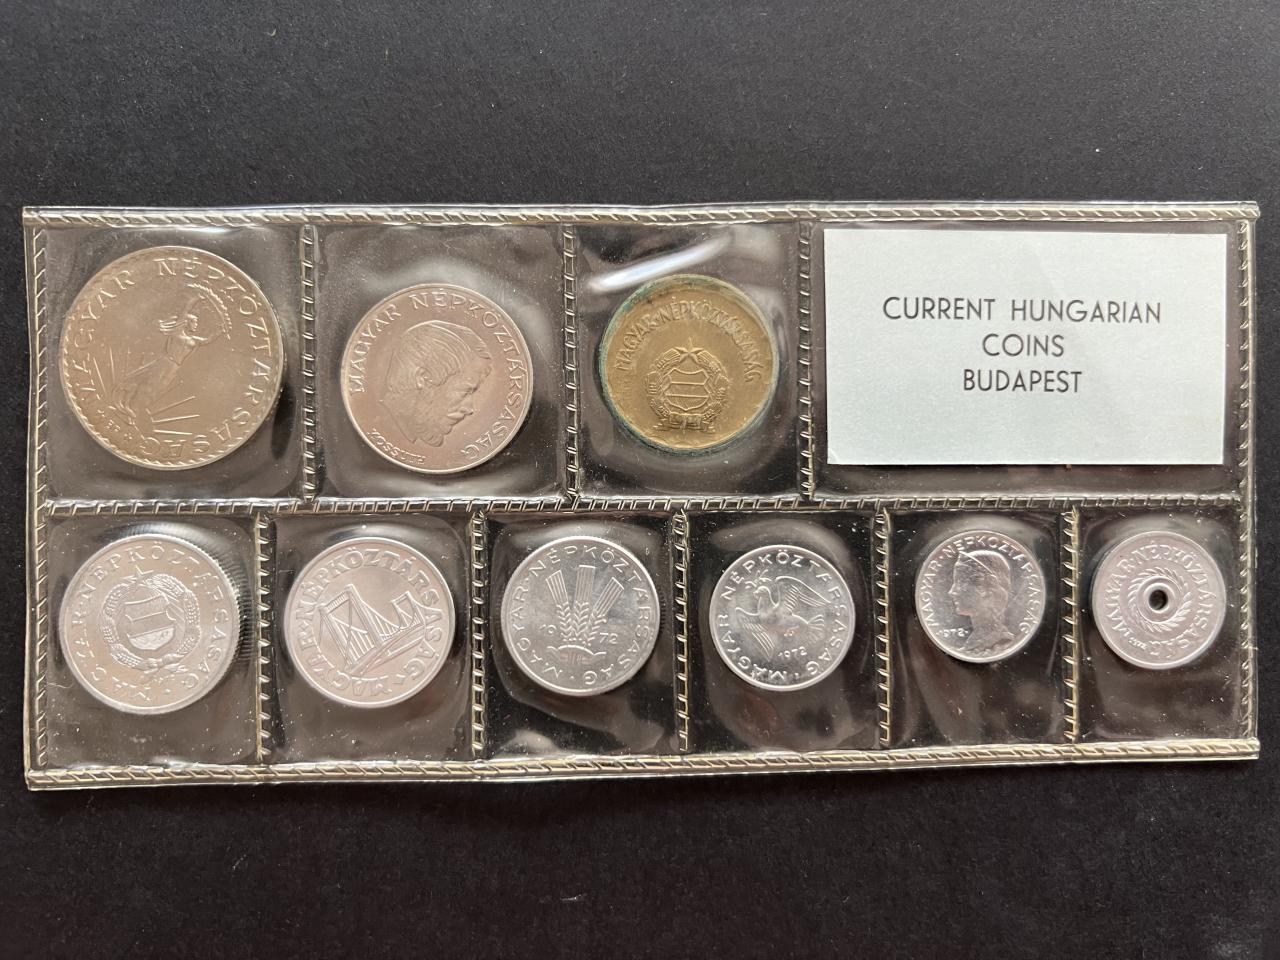 MAGYAR NÉPKÖZTÁRSASÁG
MAGYAR NÉPKÖZTÁRSASÁG
KOSSUTH
MAGYAR NÉPKÖZTÁRSASÁG
CURRENT HUNGARIAN
COINS
BUDAPEST
MAGYAR·NÉPKÖZTÁRSASÁG·
MAGYAR·NÉPKÖZTÁRSASÁG·
MAGYAR·NÉPKÖZTÁRSASÁG·
1972
MAGYAR NÉPKÖZTÁRSASÁG·
1972
MAGYAR·NÉPKÖZTÁRSASÁG
1972·
MAGYAR·NÉPKÖZTÁRSASÁG